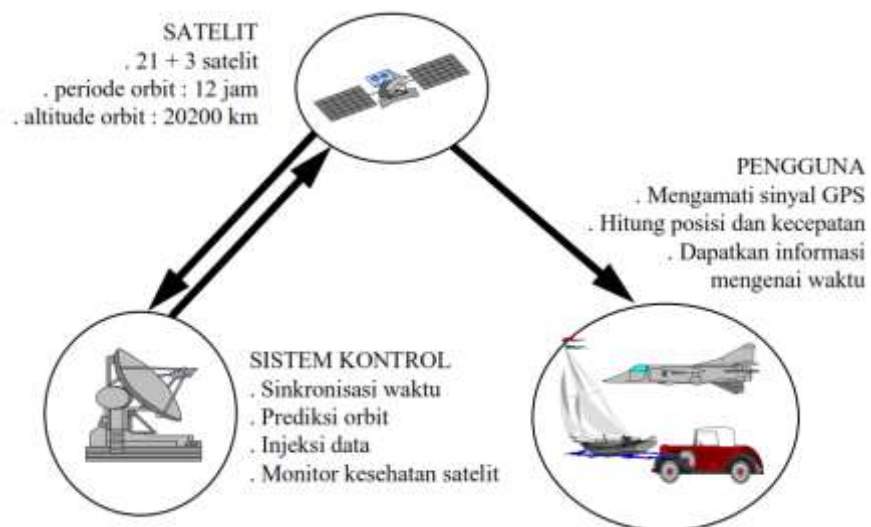 SATELIT
. 21 + 3 satelit
. periode orbit : 12 jam
. altitude orbit : 20200 km
PENGGUNA
. Mengamati sinyal GPS
. Hitung posisi dan kecepatan
. Dapatkan informasi
mengenai waktu
SISTEM KONTROL
. Sinkronisasi waktu
. Prediksi orbit
. Injeksi data
. Monitor kesehatan satelit